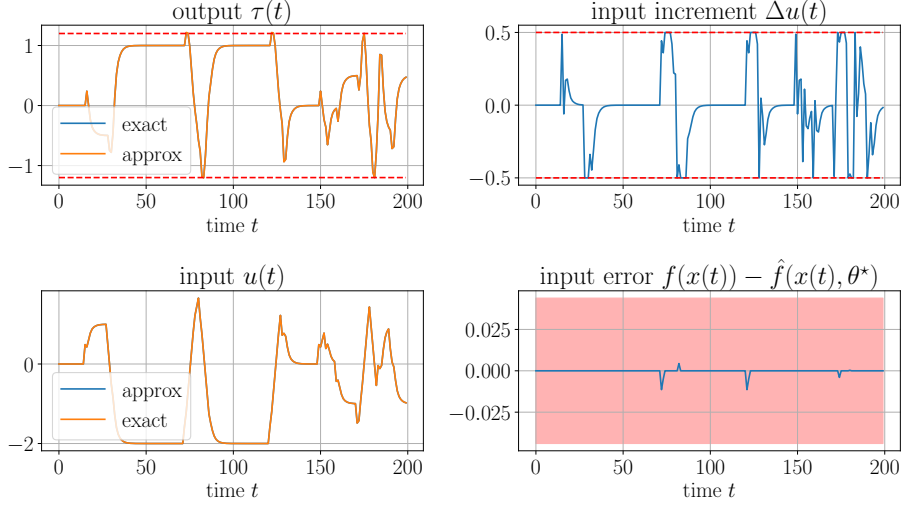 output τ(t)
1
0
−1
exact
approx
0
50
100
150
200
time t
input increment Δu(t)
0.5
0.0
−0.5
0
50
100
150
200
time t
input u(t)
0
−2
approx
exact
0
50
100
150
200
time t
input error f(x(t)) − f̂(x(t), θ⋆)
0.025
0.000
−0.025
0
50
100
150
200
time t